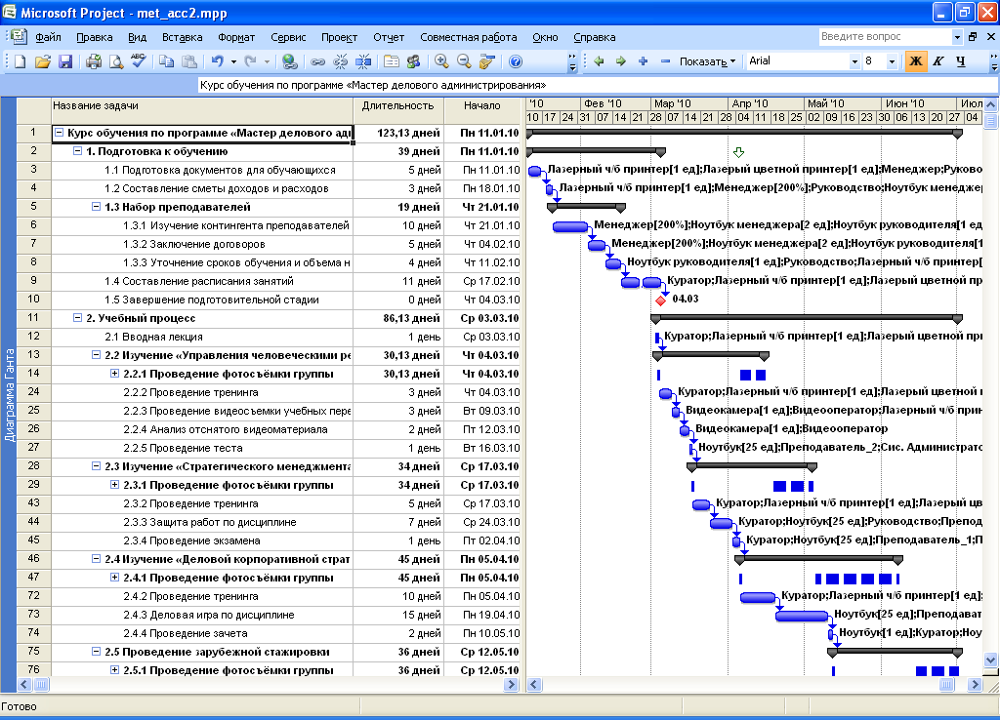 Microsoft Project - met_acc2.mpp
Файл Правка Вид Вставка Формат Сервис Проект Отчет Совместная работа Окно Справка Введите вопрос
Показать Arial 8 Ж К Ч
Курс обучения по программе «Мастер делового администрирования»
Название задачи Длительность Начало '10 Фев '10 Мар '10 Апр '10 Май '10 Июн '10 Июл
10 17 24 31 07 14 21 28 07 14 21 28 04 11 18 25 02 09 16 23 30 06 13 20 27 04
1 Курс обучения по программе «Мастер делового ади 123,13 дней Пн 11.01.10
2 1. Подготовка к обучению 39 дней Пн 11.01.10
3 1.1 Подготовка документов для обучающихся 5 дней Пн 11.01.10 Лазерный ч/б принтер[1 ед];Лазерый цветной принтер[1 ед];Менеджер;Руково
4 1.2 Составление сметы доходов и расходов 3 дней Пн 18.01.10 Лазерный ч/б принтер[1 ед];Менеджер[200%];Руководство;Ноутбук менедже
5 1.3 Набор преподавателей 19 дней Чт 21.01.10
6 1.3.1 Изучение контингента преподавателей 10 дней Чт 21.01.10 Менеджер[200%];Ноутбук менеджера[2 ед];Ноутбук руководителя[1 ед
7 1.3.2 Заключение договоров 5 дней Чт 04.02.10 Менеджер[200%];Ноутбук менеджера[2 ед];Ноутбук руководителя[1
8 1.3.3 Уточнение сроков обучения и объема н 4 дней Чт 11.02.10 Ноутбук руководителя[1 ед];Руководство;Лазерный ч/б принтер[
9 1.4 Составление расписания занятий 11 дней Ср 17.02.10 Куратор;Лазерный ч/б принтер[1 ед];Лазерый цветной пр
10 1.5 Завершение подготовительной стадии 0 дней Чт 04.03.10 04.03
11 2. Учебный процесс 86,13 дней Ср 03.03.10
12 2.1 Вводная лекция 1 день Ср 03.03.10 Куратор;Лазерный ч/б принтер[1 ед];Лазерый цветной при
13 2.2 Изучение «Управления человеческими ре 30,13 дней Чт 04.03.10
14 2.2.1 Проведение фотосъёмки группы 30,13 дней Чт 04.03.10
24 2.2.2 Проведение тренинга 3 дней Чт 04.03.10 Куратор;Лазерный ч/б принтер[1 ед];Лазерый цветной
25 2.2.3 Проведение видеосъемки учебных пере 3 дней Вт 09.03.10 Видеокамера[1 ед];Видеооператор;Лазерный ч/б прин
26 2.2.4 Анализ отснятого видеоматериала 2 дней Пт 12.03.10 Видеокамера[1 ед];Видеооператор
27 2.2.5 Проведение теста 1 день Вт 16.03.10 Ноутбук[25 ед];Преподаватель_2;Сис. Администрато
28 2.3 Изучение «Стратегического менеджмента 34 дней Ср 17.03.10
29 2.3.1 Проведение фотосъёмки группы 34 дней Ср 17.03.10
43 2.3.2 Проведение тренинга 5 дней Ср 17.03.10 Куратор;Лазерный ч/б принтер[1 ед];Лазерый цв
44 2.3.3 Защита работ по дисциплине 7 дней Ср 24.03.10 Куратор;Ноутбук[25 ед];Руководство;Препод
45 2.3.4 Проведение экзамена 1 день Пт 02.04.10 Куратор;Ноутбук[25 ед];Преподаватель_1;П
46 2.4 Изучение «Деловой корпоративной страт 45 дней Пн 05.04.10
47 2.4.1 Проведение фотосъёмки группы 45 дней Пн 05.04.10
72 2.4.2 Проведение тренинга 10 дней Пн 05.04.10 Куратор;Лазерный ч/б принтер[1 ед];
73 2.4.3 Деловая игра по дисциплине 15 дней Пн 19.04.10 Ноутбук[25 ед];Преподават
74 2.4.4 Проведение зачета 2 дней Пн 10.05.10 Ноутбук[1 ед];Куратор;Ноу
75 2.5 Проведение зарубежной стажировки 36 дней Ср 12.05.10
76 2.5.1 Проведение фотосъёмки группы 36 дней Ср 12.05.10
Диаграмма Ганта
Готово